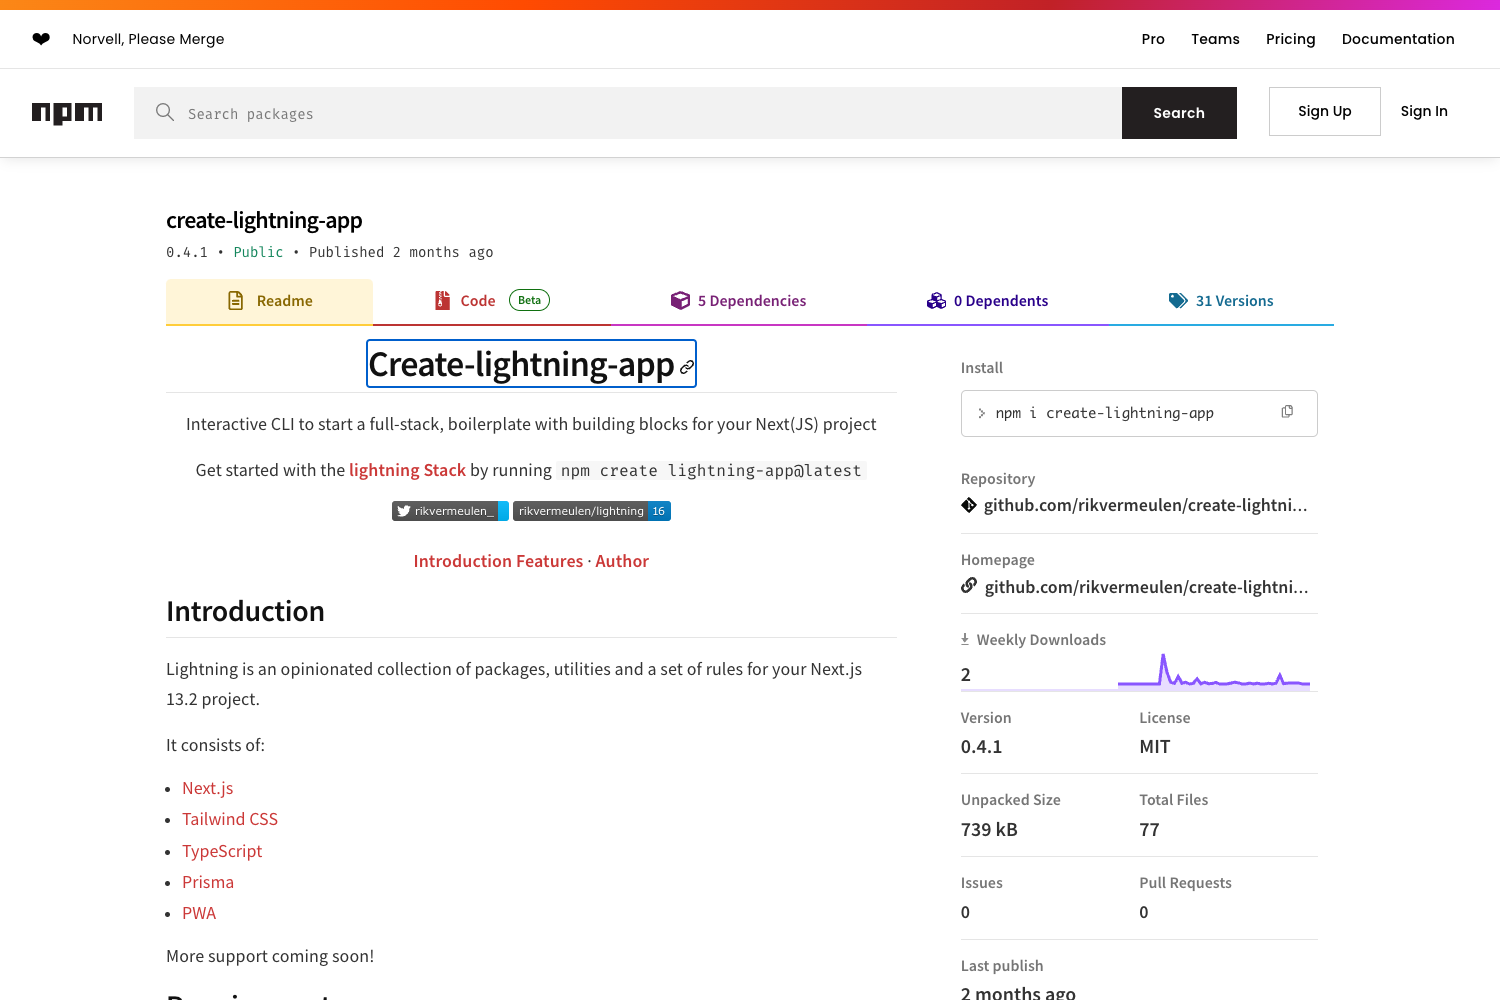 ❤ Norvell, Please Merge
Pro Teams Pricing Documentation
npm
Search packages
Search
Sign Up
Sign In
create-lightning-app
0.4.1 • Public • Published 2 months ago
Readme
Code Beta
5 Dependencies
0 Dependents
31 Versions
Create-lightning-app
Interactive CLI to start a full-stack, boilerplate with building blocks for your Next(JS) project
Get started with the lightning Stack by running npm create lightning-app@latest
rikvermeulen_
rikvermeulen/lightning 16
Introduction Features · Author
Introduction
Lightning is an opinionated collection of packages, utilities and a set of rules for your Next.js
13.2 project.
It consists of:
• Next.js
• Tailwind CSS
• TypeScript
• Prisma
• PWA
More support coming soon!
Install
npm i create-lightning-app
Repository
github.com/rikvermeulen/create-lightni...
Homepage
github.com/rikvermeulen/create-lightni...
Weekly Downloads
2
Version
0.4.1
License
MIT
Unpacked Size
739 kB
Total Files
77
Issues
0
Pull Requests
0
Last publish
2 months ago